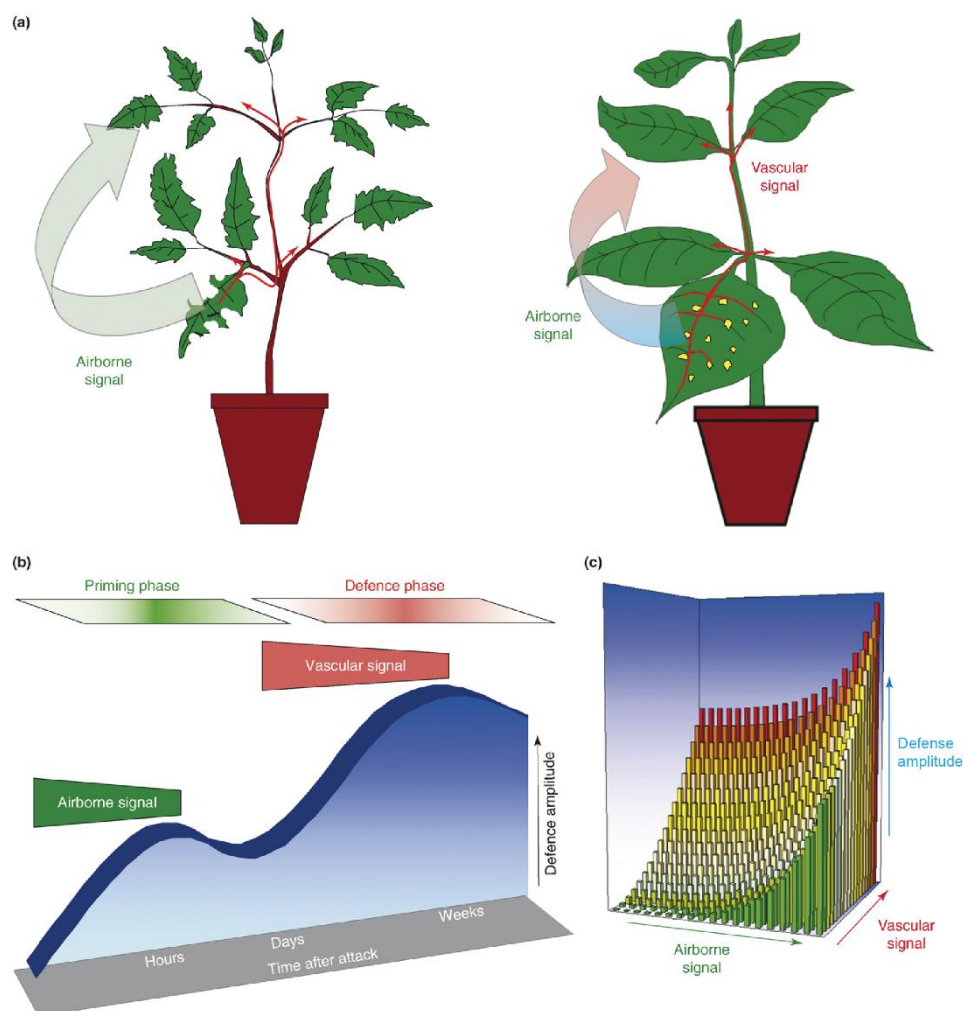 (a)
Airborne
signal
Vascular
signal
Airborne
signal
(b)
Priming phase
Defence phase
Vascular signal
Airborne signal
Defence amplitude
Hours
Days
Weeks
Time after attack
(c)
Defense
amplitude
Airborne
signal
Vascular
signal